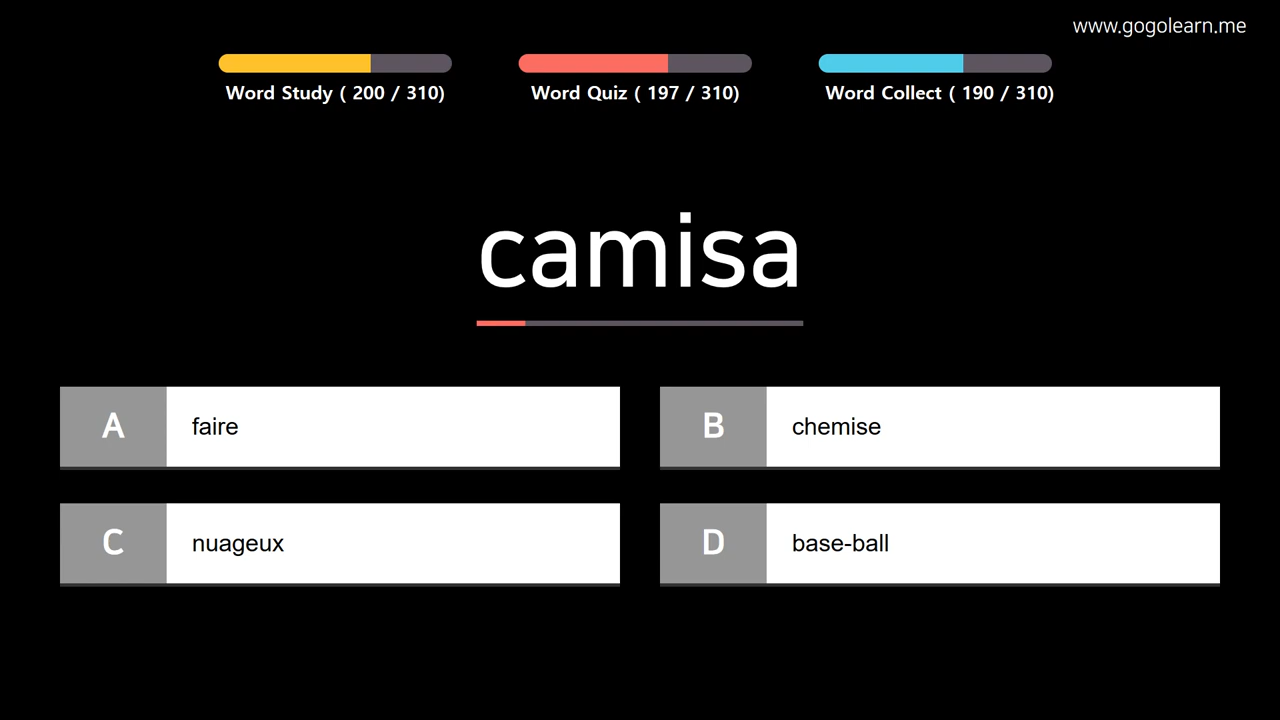 www.gogolearn.me
Word Study ( 200 / 310)
Word Quiz ( 197 / 310)
Word Collect ( 190 / 310)
camisa
A faire
B chemise
C nuageux
D base-ball